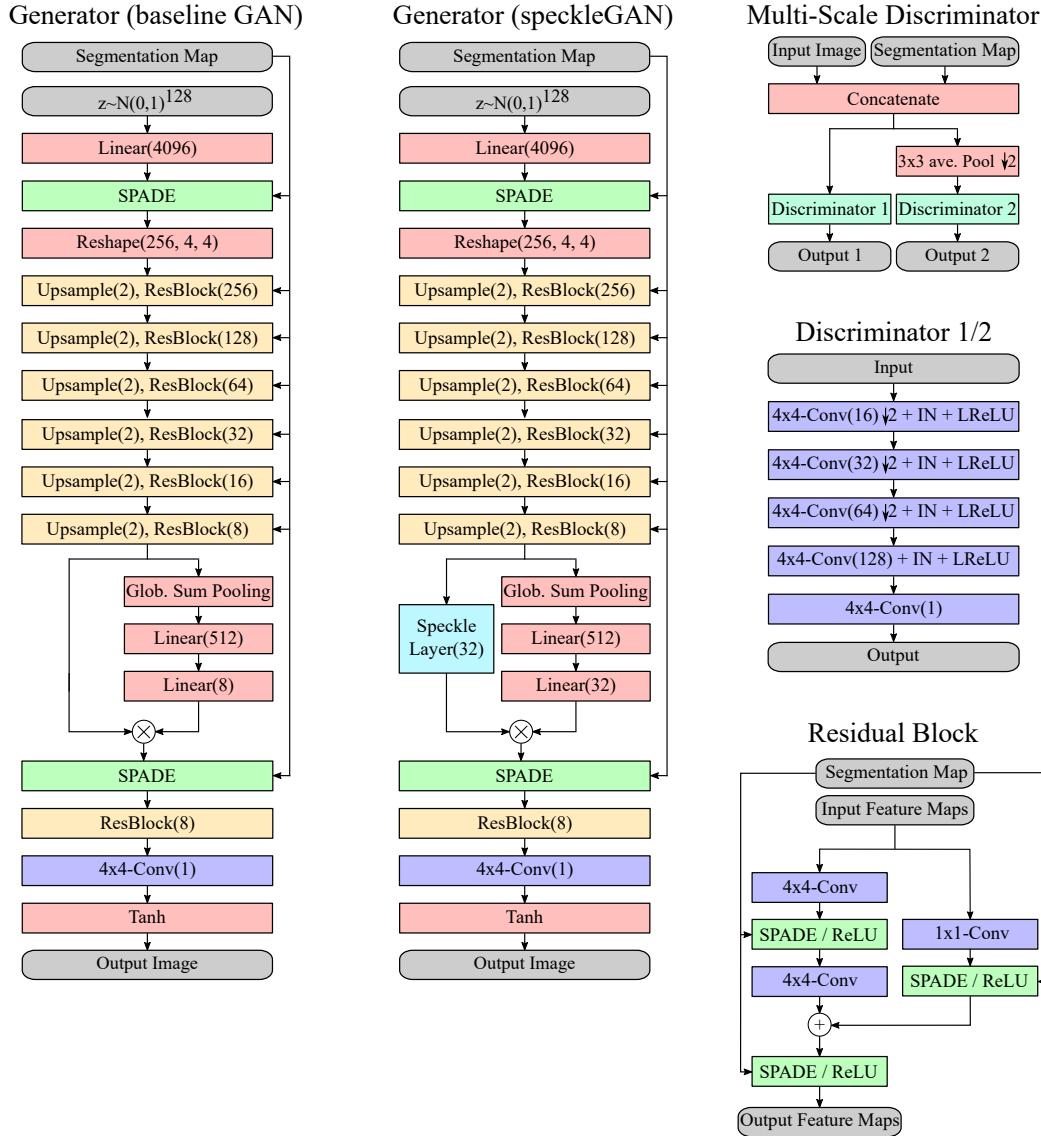 Generator (baseline GAN)
Segmentation Map
z~N(0,1)^128
Linear(4096)
SPADE
Reshape(256, 4, 4)
Upsample(2), ResBlock(256)
Upsample(2), ResBlock(128)
Upsample(2), ResBlock(64)
Upsample(2), ResBlock(32)
Upsample(2), ResBlock(16)
Upsample(2), ResBlock(8)
Glob. Sum Pooling
Linear(512)
Linear(8)
×
SPADE
ResBlock(8)
4x4-Conv(1)
Tanh
Output Image
Generator (speckleGAN)
Segmentation Map
z~N(0,1)^128
Linear(4096)
SPADE
Reshape(256, 4, 4)
Upsample(2), ResBlock(256)
Upsample(2), ResBlock(128)
Upsample(2), ResBlock(64)
Upsample(2), ResBlock(32)
Upsample(2), ResBlock(16)
Upsample(2), ResBlock(8)
Glob. Sum Pooling
Speckle
Layer(32)
Linear(512)
Linear(32)
×
SPADE
ResBlock(8)
4x4-Conv(1)
Tanh
Output Image
Multi-Scale Discriminator
Input Image
Segmentation Map
Concatenate
3x3 ave. Pool ↓2
Discriminator 1
Discriminator 2
Output 1
Output 2
Discriminator 1/2
Input
4x4-Conv(16) ↓2 + IN + LReLU
4x4-Conv(32) ↓2 + IN + LReLU
4x4-Conv(64) ↓2 + IN + LReLU
4x4-Conv(128) + IN + LReLU
4x4-Conv(1)
Output
Residual Block
Segmentation Map
Input Feature Maps
4x4-Conv
SPADE / ReLU
1x1-Conv
4x4-Conv
SPADE / ReLU
+
SPADE / ReLU
Output Feature Maps